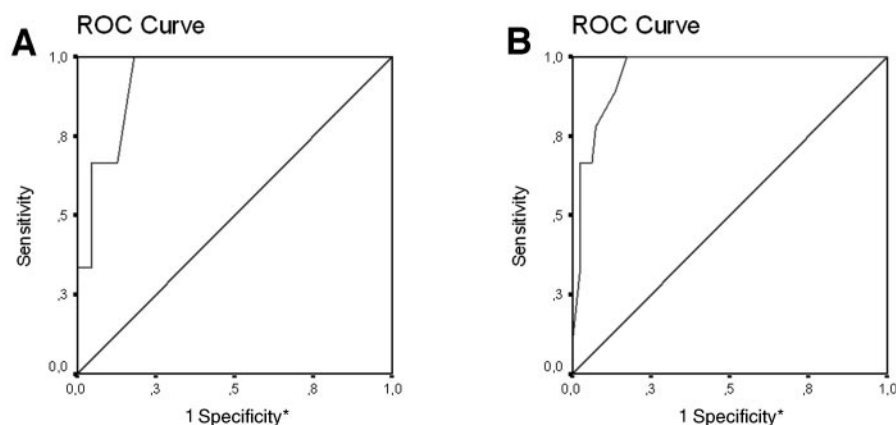 A
ROC Curve
1,0
,8
,5
,3
0,0
Sensitivity
0,0
,3
,5
,8
1,0
1 Specificity*
B
ROC Curve
1,0
,8
,5
,3
0,0
Sensitivity
0,0
,3
,5
,8
1,0
1 Specificity*